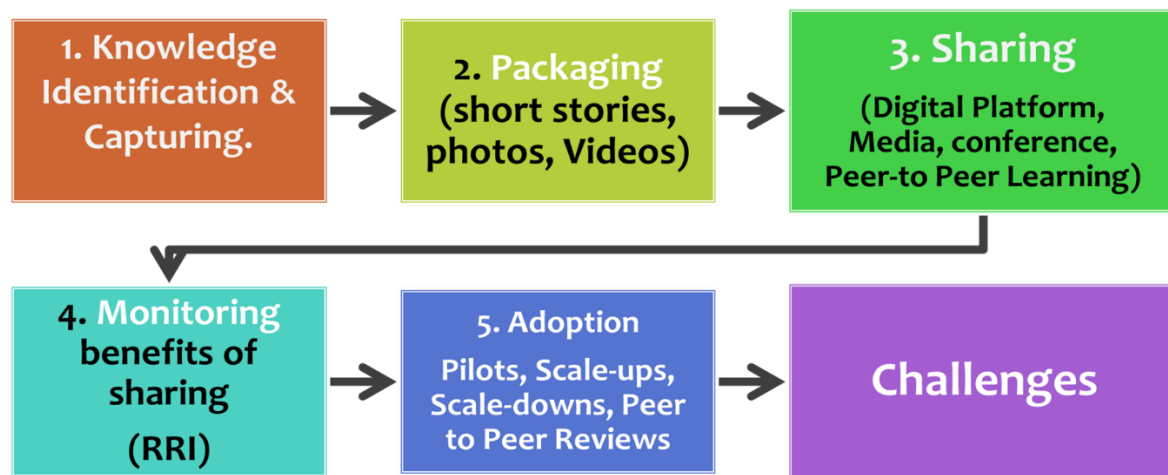 1. Knowledge
Identification &
Capturing.
2. Packaging
(short stories,
photos, Videos)
3. Sharing
(Digital Platform,
Media, conference,
Peer-to Peer Learning)
4. Monitoring
benefits of
sharing
(RRI)
5. Adoption
Pilots, Scale-ups,
Scale-downs, Peer
to Peer Reviews
Challenges